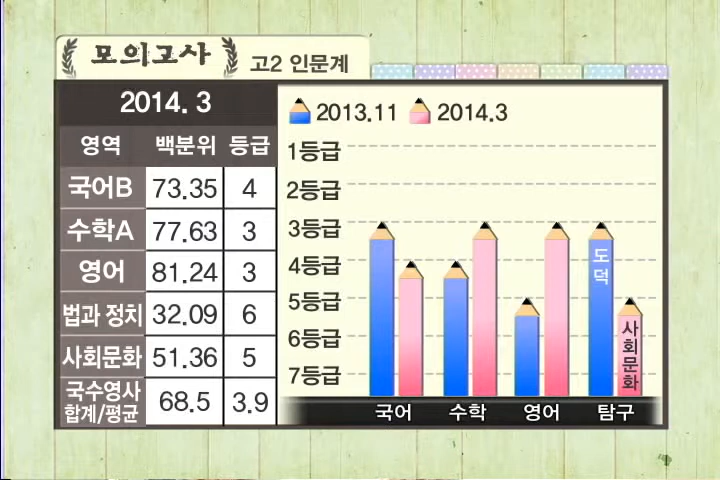 모의고사 고2 인문계
2014. 3
영역 백분위 등급
국어B 73.35 4
수학A 77.63 3
영어 81.24 3
법과 정치 32.09 6
사회문화 51.36 5
국수영사
합계/평균 68.5 3.9
2013.11 2014.3
1등급
2등급
3등급
4등급
5등급
6등급
7등급
도덕
사회문화
국어 수학 영어 탐구